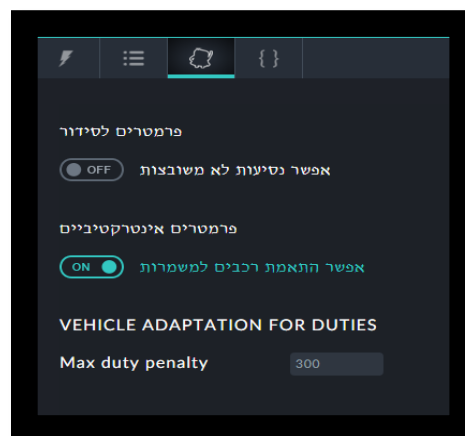 { }
פרמטרים לסידור
OFF אפשר נסיעות לא משובצות
פרמטרים אינטרקטיביים
ON אפשר התאמת רכבים למשמרות
VEHICLE ADAPTATION FOR DUTIES
Max duty penalty 300